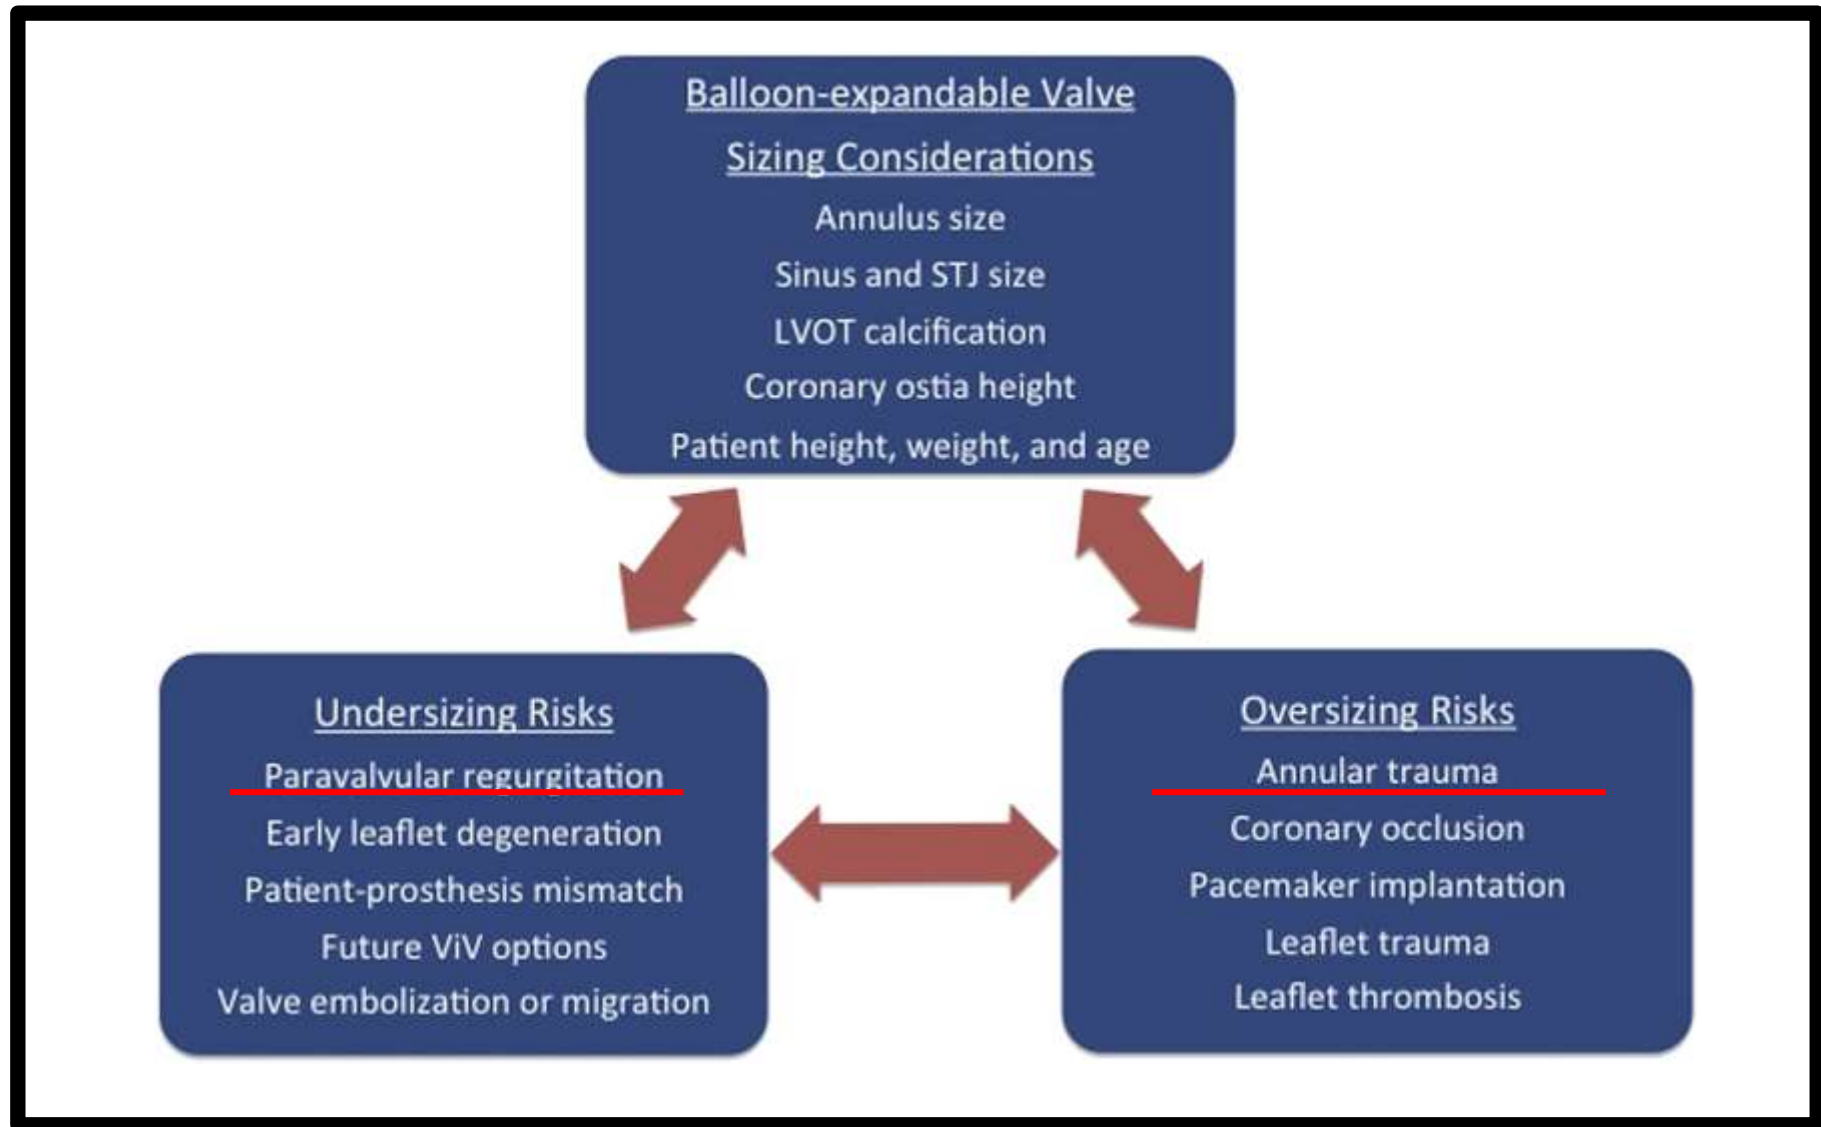 Balloon-expandable Valve
Sizing Considerations
Annulus size
Sinus and STJ size
LVOT calcification
Coronary ostia height
Patient height, weight, and age
Undersizing Risks
Paravalvular regurgitation
Early leaflet degeneration
Patient-prosthesis mismatch
Future ViV options
Valve embolization or migration
Oversizing Risks
Annular trauma
Coronary occlusion
Pacemaker implantation
Leaflet trauma
Leaflet thrombosis